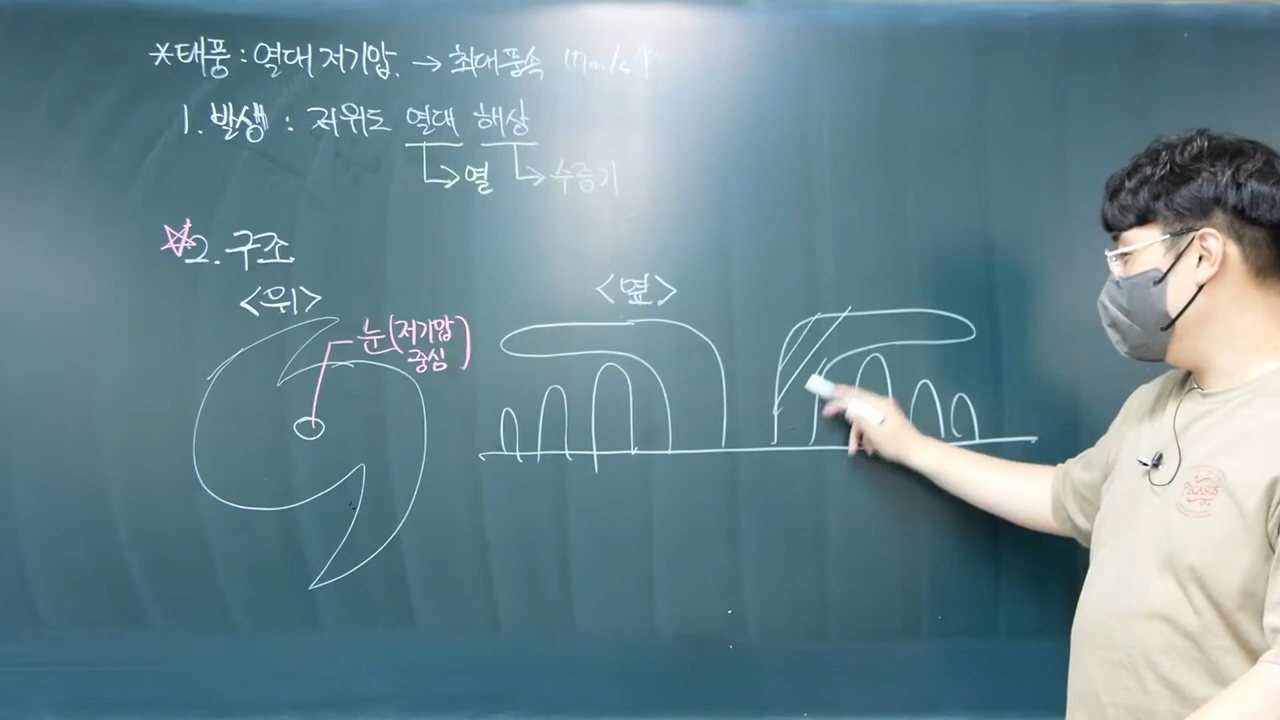 *태풍 : 열대 저기압. → 최대풍속 17m/s↑
1. 발생 : 저위도 열대 해상
↳열 ↳수증기
☆2. 구조
<위>
눈(저기압 중심)
<옆>
PEGASUS